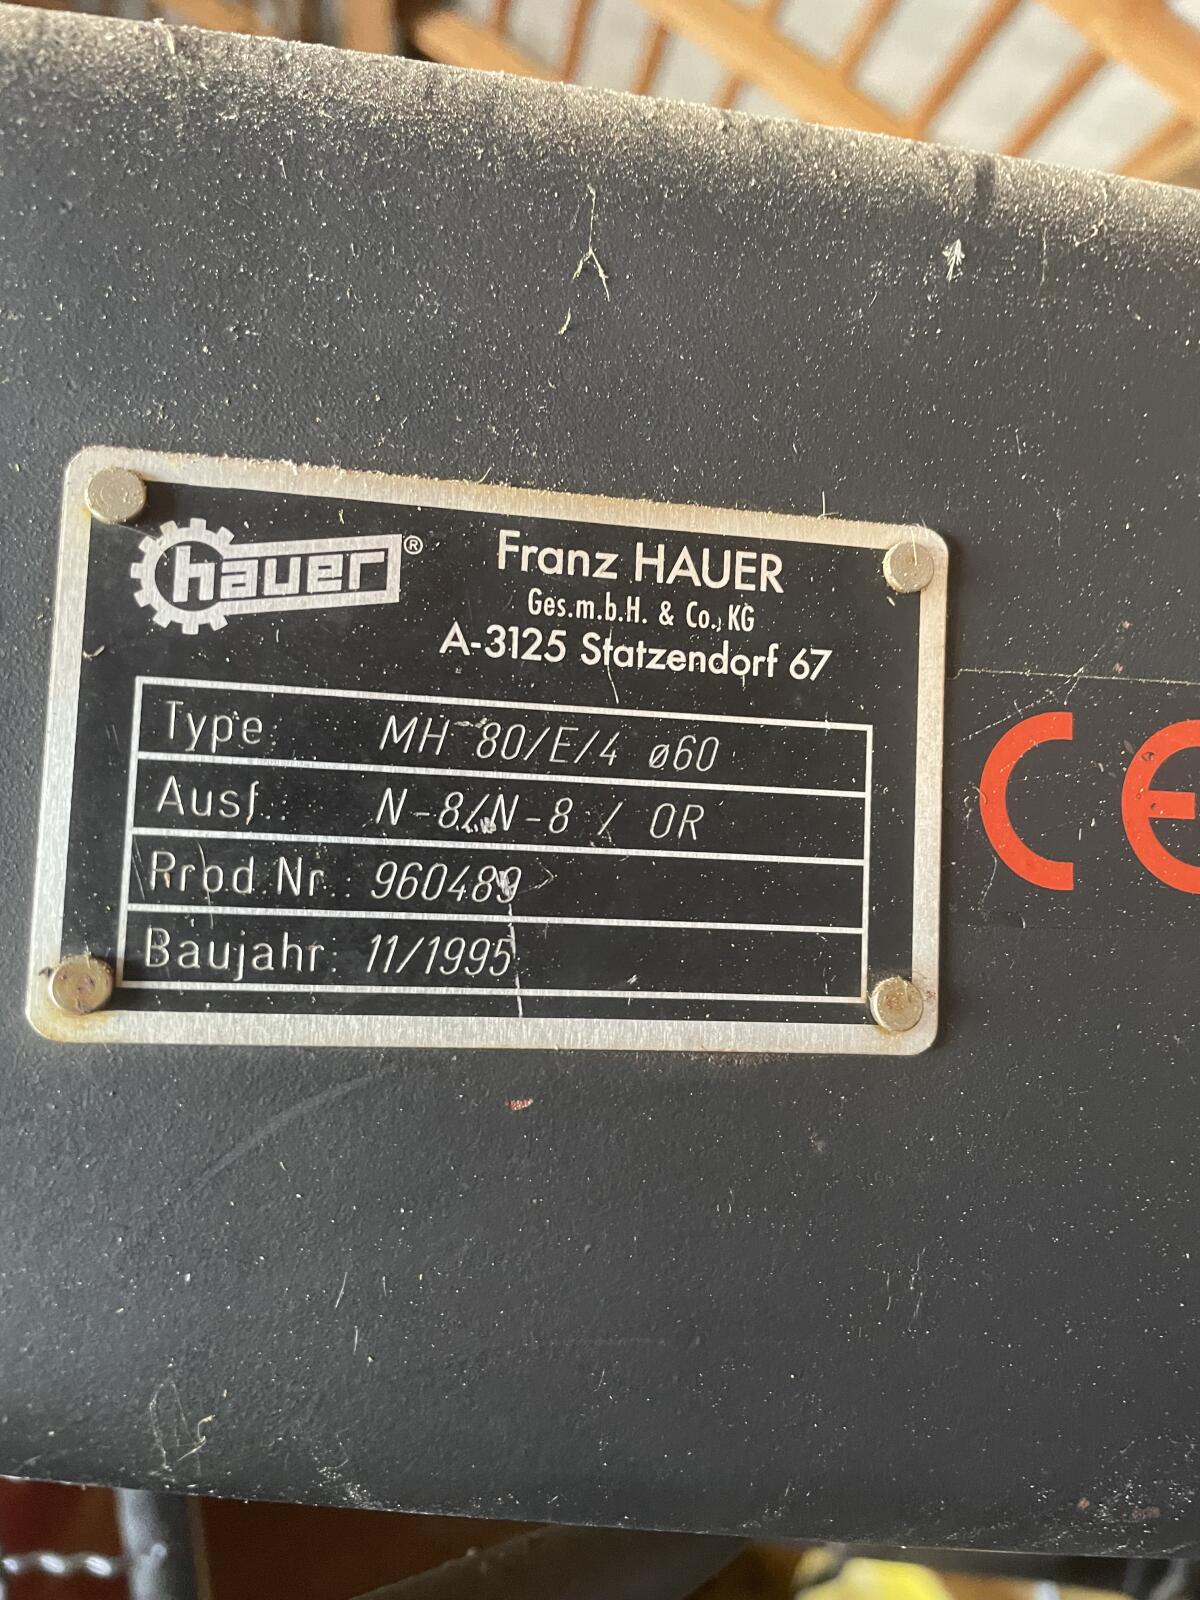 hauer®
Franz HAUER
Ges.m.b.H. & Co. KG
A-3125 Statzendorf 67
Type: MH 80/E/4 ø60
Ausf.: N-8/N-8 / OR
Prod Nr.: 960489
Baujahr: 11/1995
CE